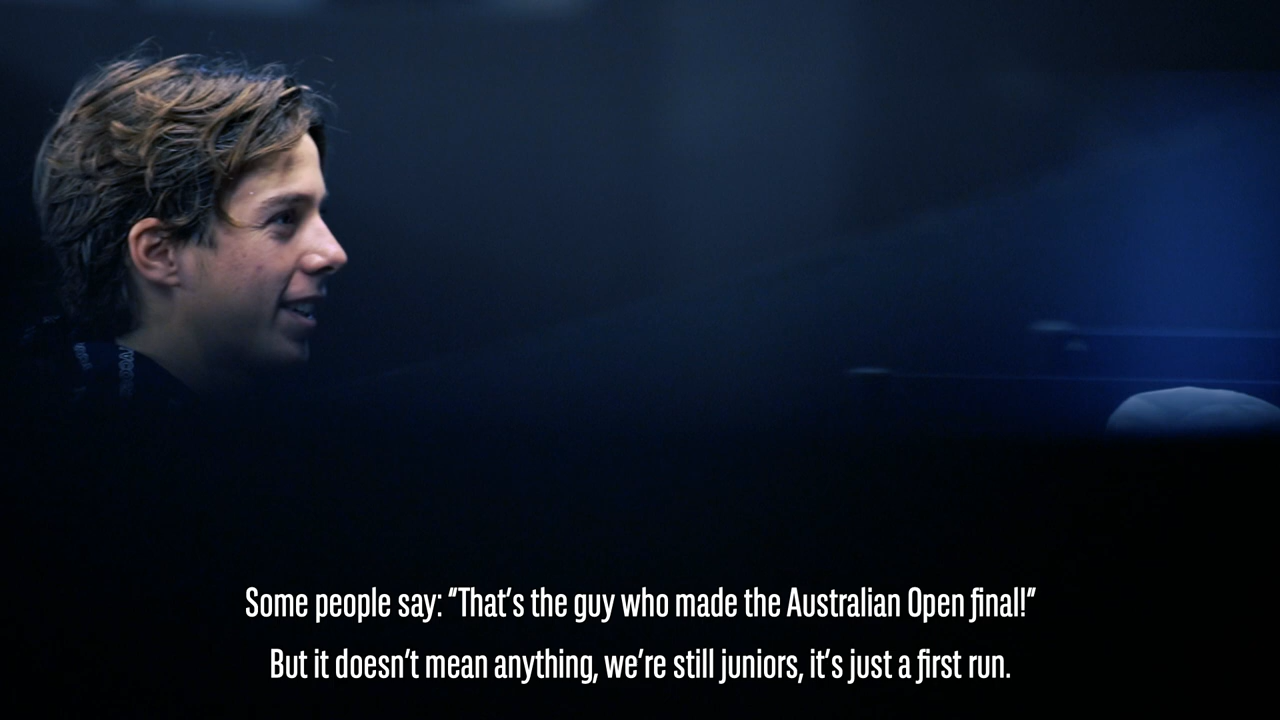 Some people say: “That’s the guy who made the Australian Open final!”
But it doesn’t mean anything, we’re still juniors, it’s just a first run.